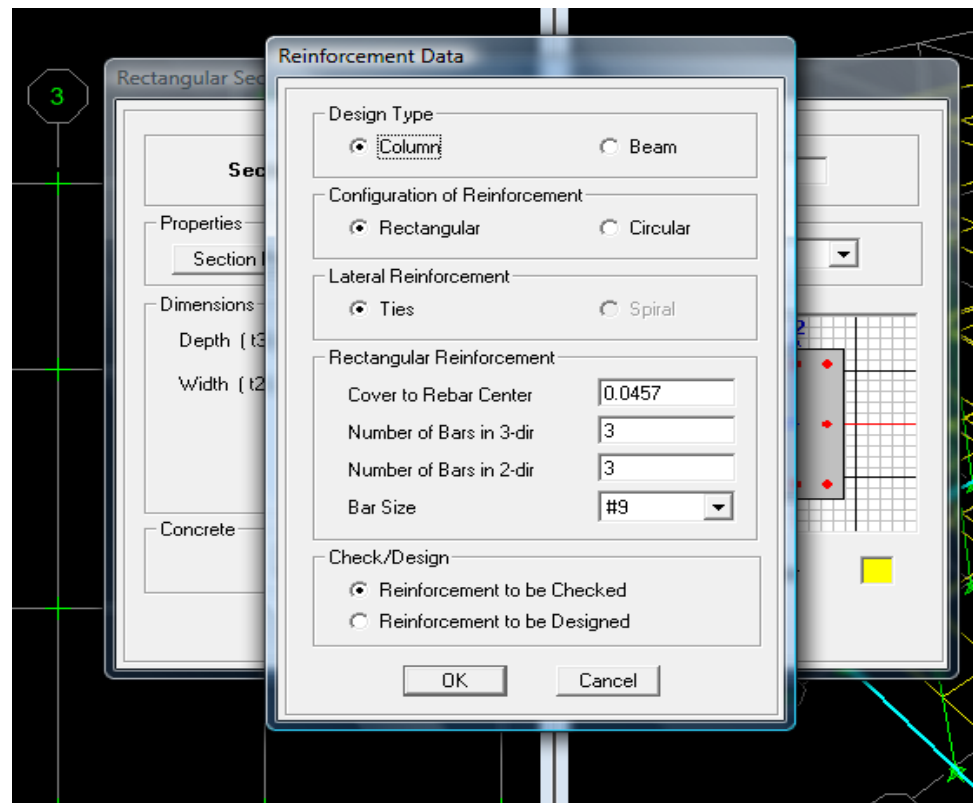 Reinforcement Data
Rectangular Sec
3
Design Type
Column
Beam
Sec
Configuration of Reinforcement
Rectangular
Circular
Properties
Section
Lateral Reinforcement
Ties
Spiral
Dimensions
Depth ( t3
Width ( t2
2
Rectangular Reinforcement
Cover to Rebar Center 0.0457
Number of Bars in 3-dir 3
Number of Bars in 2-dir 3
Bar Size #9
Concrete
Check/Design
Reinforcement to be Checked
Reinforcement to be Designed
OK
Cancel